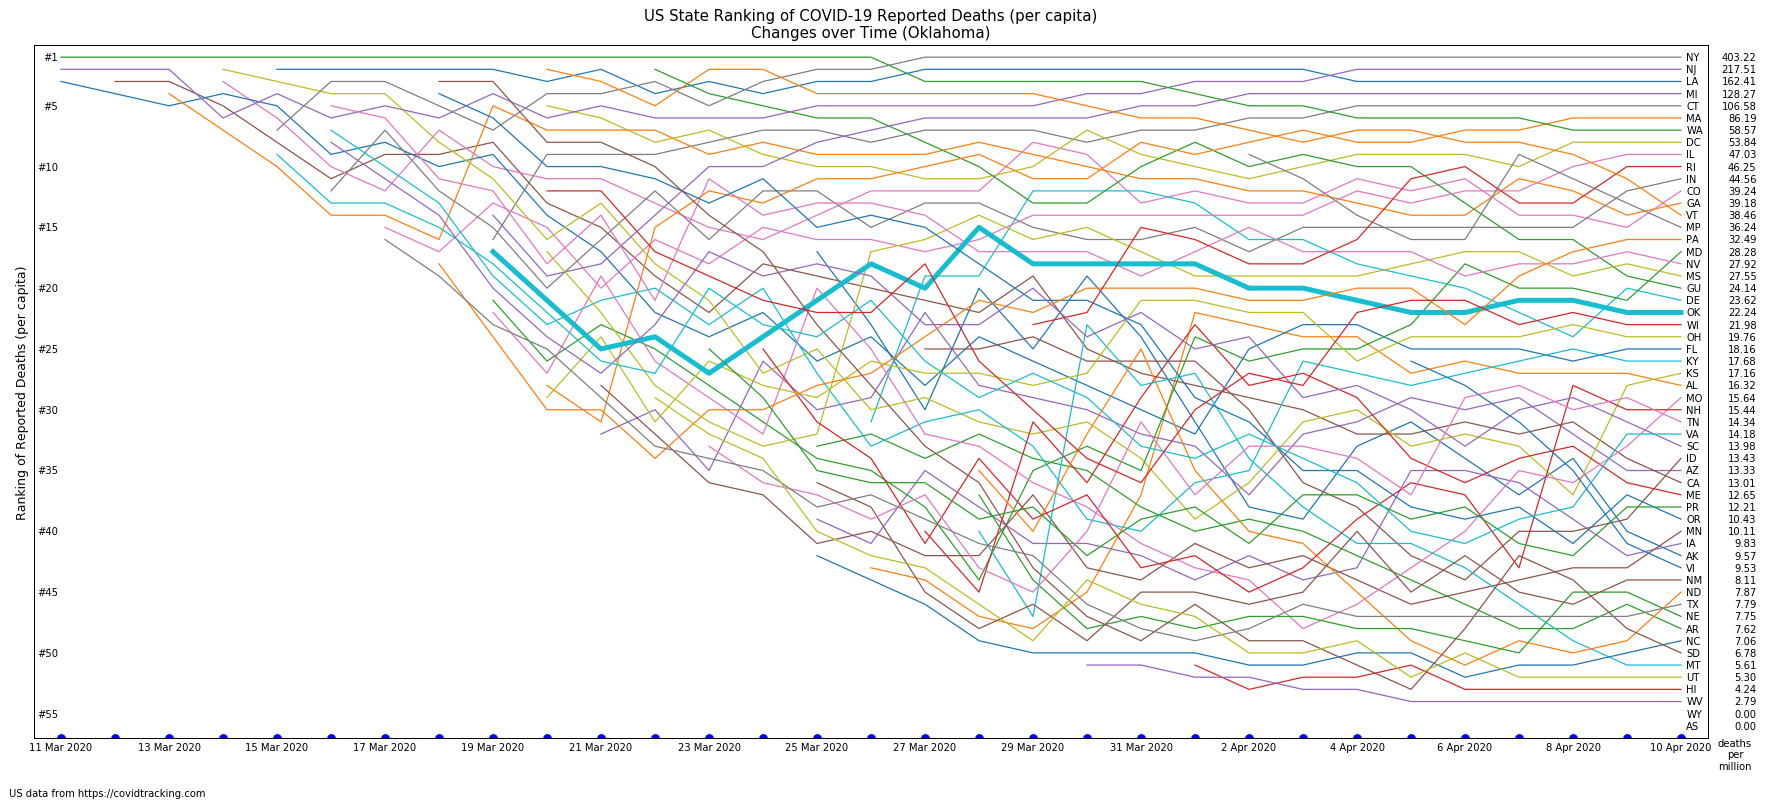 US State Ranking of COVID-19 Reported Deaths (per capita)
Changes over Time (Oklahoma)
Ranking of Reported Deaths (per capita)
#1
#5
#10
#15
#20
#25
#30
#35
#40
#45
#50
#55
NY 403.22
NJ 217.51
LA 162.41
MI 128.27
CT 106.58
MA 86.19
WA 58.57
DC 53.84
IL 47.03
RI 46.25
IN 44.56
CO 39.24
GA 39.18
VT 38.46
MP 36.24
PA 32.49
MD 28.28
NV 27.92
MS 27.55
GU 24.14
DE 23.62
OK 22.24
WI 21.98
OH 19.76
FL 18.16
KY 17.68
KS 17.16
AL 16.32
MO 15.64
NH 15.44
TN 14.34
VA 14.18
SC 13.98
ID 13.43
AZ 13.33
CA 13.01
ME 12.65
PR 12.21
OR 10.43
MN 10.11
IA 9.83
AK 9.57
VI 9.53
NM 8.11
ND 7.87
TX 7.79
NE 7.75
AR 7.62
NC 7.06
SD 6.78
MT 5.61
UT 5.30
HI 4.24
WV 2.79
WY 0.00
AS 0.00
11 Mar 2020 13 Mar 2020 15 Mar 2020 17 Mar 2020 19 Mar 2020 21 Mar 2020 23 Mar 2020 25 Mar 2020 27 Mar 2020 29 Mar 2020 31 Mar 2020 2 Apr 2020 4 Apr 2020 6 Apr 2020 8 Apr 2020 10 Apr 2020
deaths
per
million
US data from https://covidtracking.com